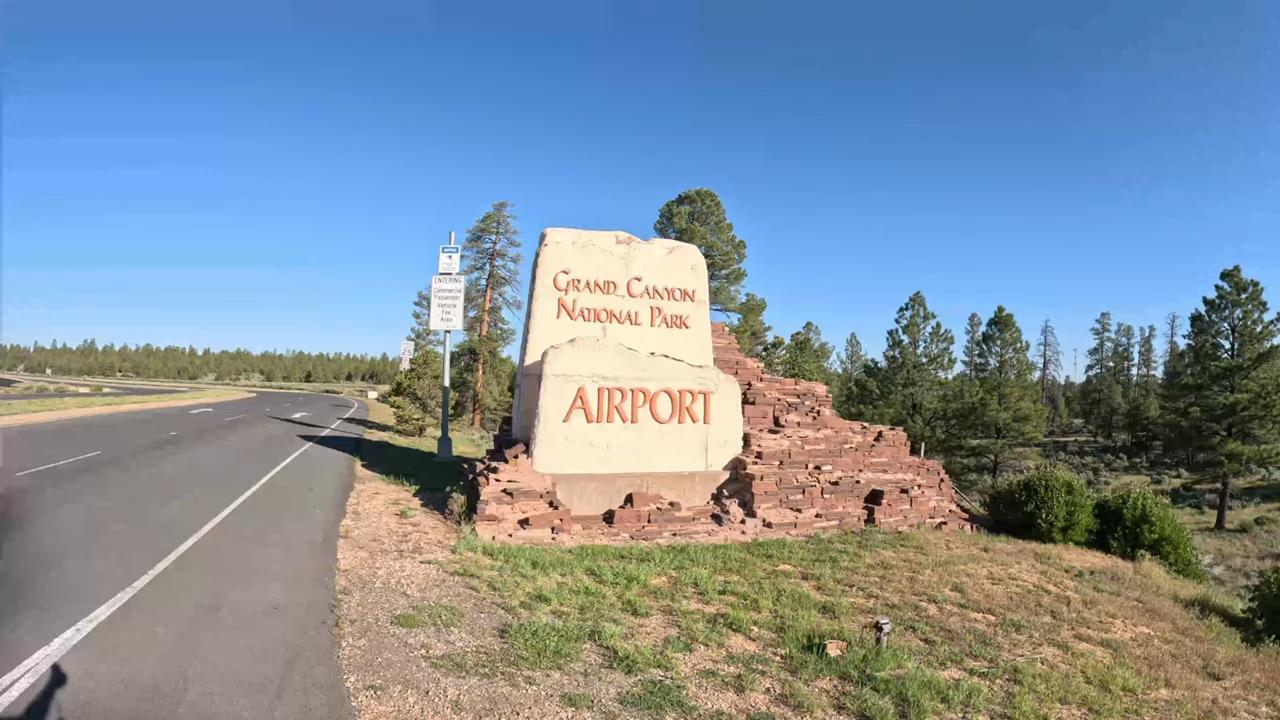 ENTERING
Commercial
Passenger
Vehicle
Fee
Area
GRAND CANYON
NATIONAL PARK
AIRPORT